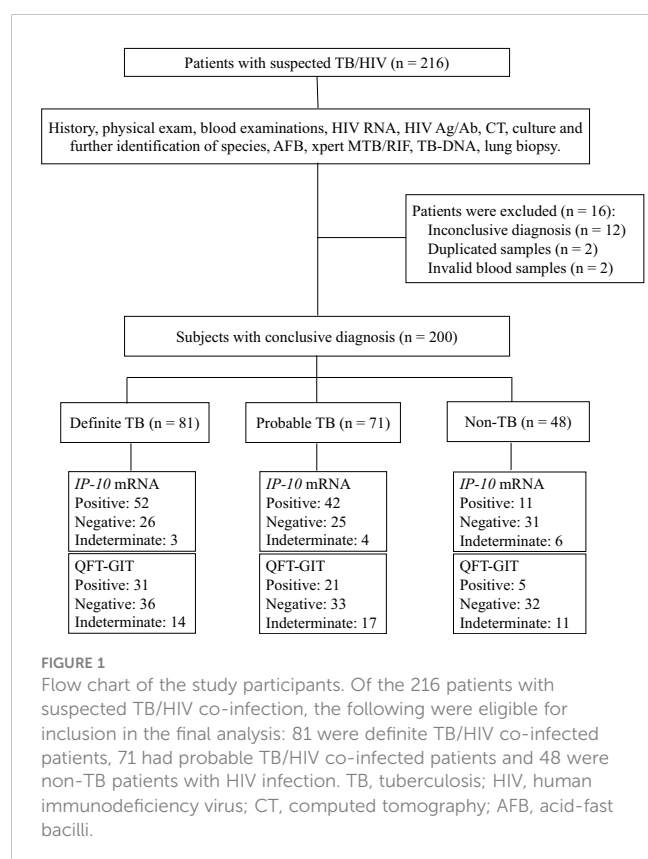 Patients with suspected TB/HIV (n = 216)
History, physical exam, blood examinations, HIV RNA, HIV Ag/Ab, CT, culture and
further identification of species, AFB, xpert MTB/RIF, TB-DNA, lung biopsy.
Patients were excluded (n = 16):
Inconclusive diagnosis (n = 12)
Duplicated samples (n = 2)
Invalid blood samples (n = 2)
Subjects with conclusive diagnosis (n = 200)
Definite TB (n = 81)
Probable TB (n = 71)
Non-TB (n = 48)
IP-10 mRNA
Positive: 52
Negative: 26
Indeterminate: 3
IP-10 mRNA
Positive: 42
Negative: 25
Indeterminate: 4
IP-10 mRNA
Positive: 11
Negative: 31
Indeterminate: 6
QFT-GIT
Positive: 31
Negative: 36
Indeterminate: 14
QFT-GIT
Positive: 21
Negative: 33
Indeterminate: 17
QFT-GIT
Positive: 5
Negative: 32
Indeterminate: 11
FIGURE 1
Flow chart of the study participants. Of the 216 patients with
suspected TB/HIV co-infection, the following were eligible for
inclusion in the final analysis: 81 were definite TB/HIV co-infected
patients, 71 had probable TB/HIV co-infected patients and 48 were
non-TB patients with HIV infection. TB, tuberculosis; HIV, human
immunodeficiency virus; CT, computed tomography; AFB, acid-fast
bacilli.